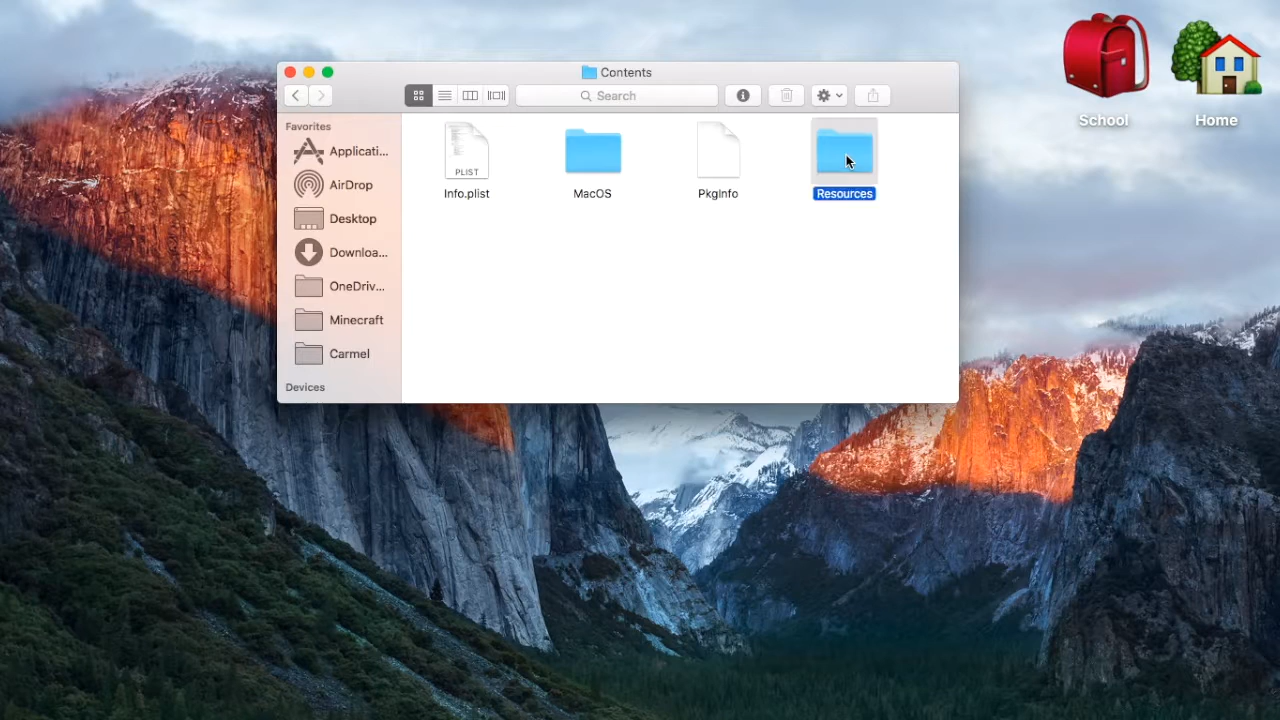 Contents
Search
Favorites
Applicati...
AirDrop
Desktop
Downloa...
OneDriv...
Minecraft
Carmel
Devices
PLIST
Info.plist
MacOS
PkgInfo
Resources
School
Home